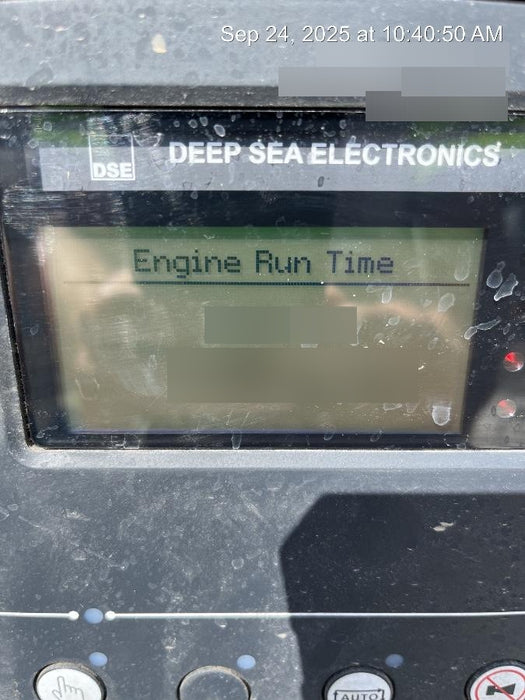 Sep 24, 2025 at 10:40:50 AM
DSE
DEEP SEA ELECTRONICS
Engine Run Time
AUTO